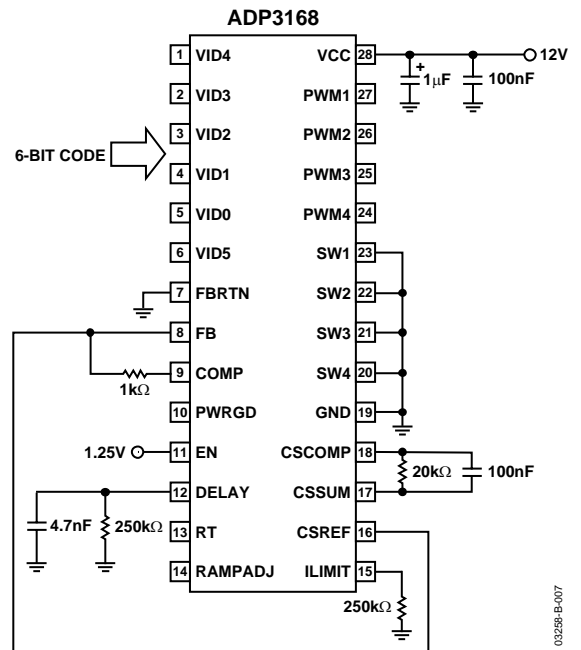 ADP3168
1 VID4 VCC 28 12V
+ 1μF 100nF
2 VID3 PWM1 27
3 VID2 PWM2 26
6-BIT CODE
4 VID1 PWM3 25
5 VID0 PWM4 24
6 VID5 SW1 23
7 FBRTN SW2 22
8 FB SW3 21
9 COMP SW4 20
1kΩ
10 PWRGD GND 19
1.25V 11 EN CSCOMP 18
20kΩ 100nF
12 DELAY CSSUM 17
4.7nF 250kΩ
13 RT CSREF 16
14 RAMPADJ ILIMIT 15
250kΩ
03258-B-007